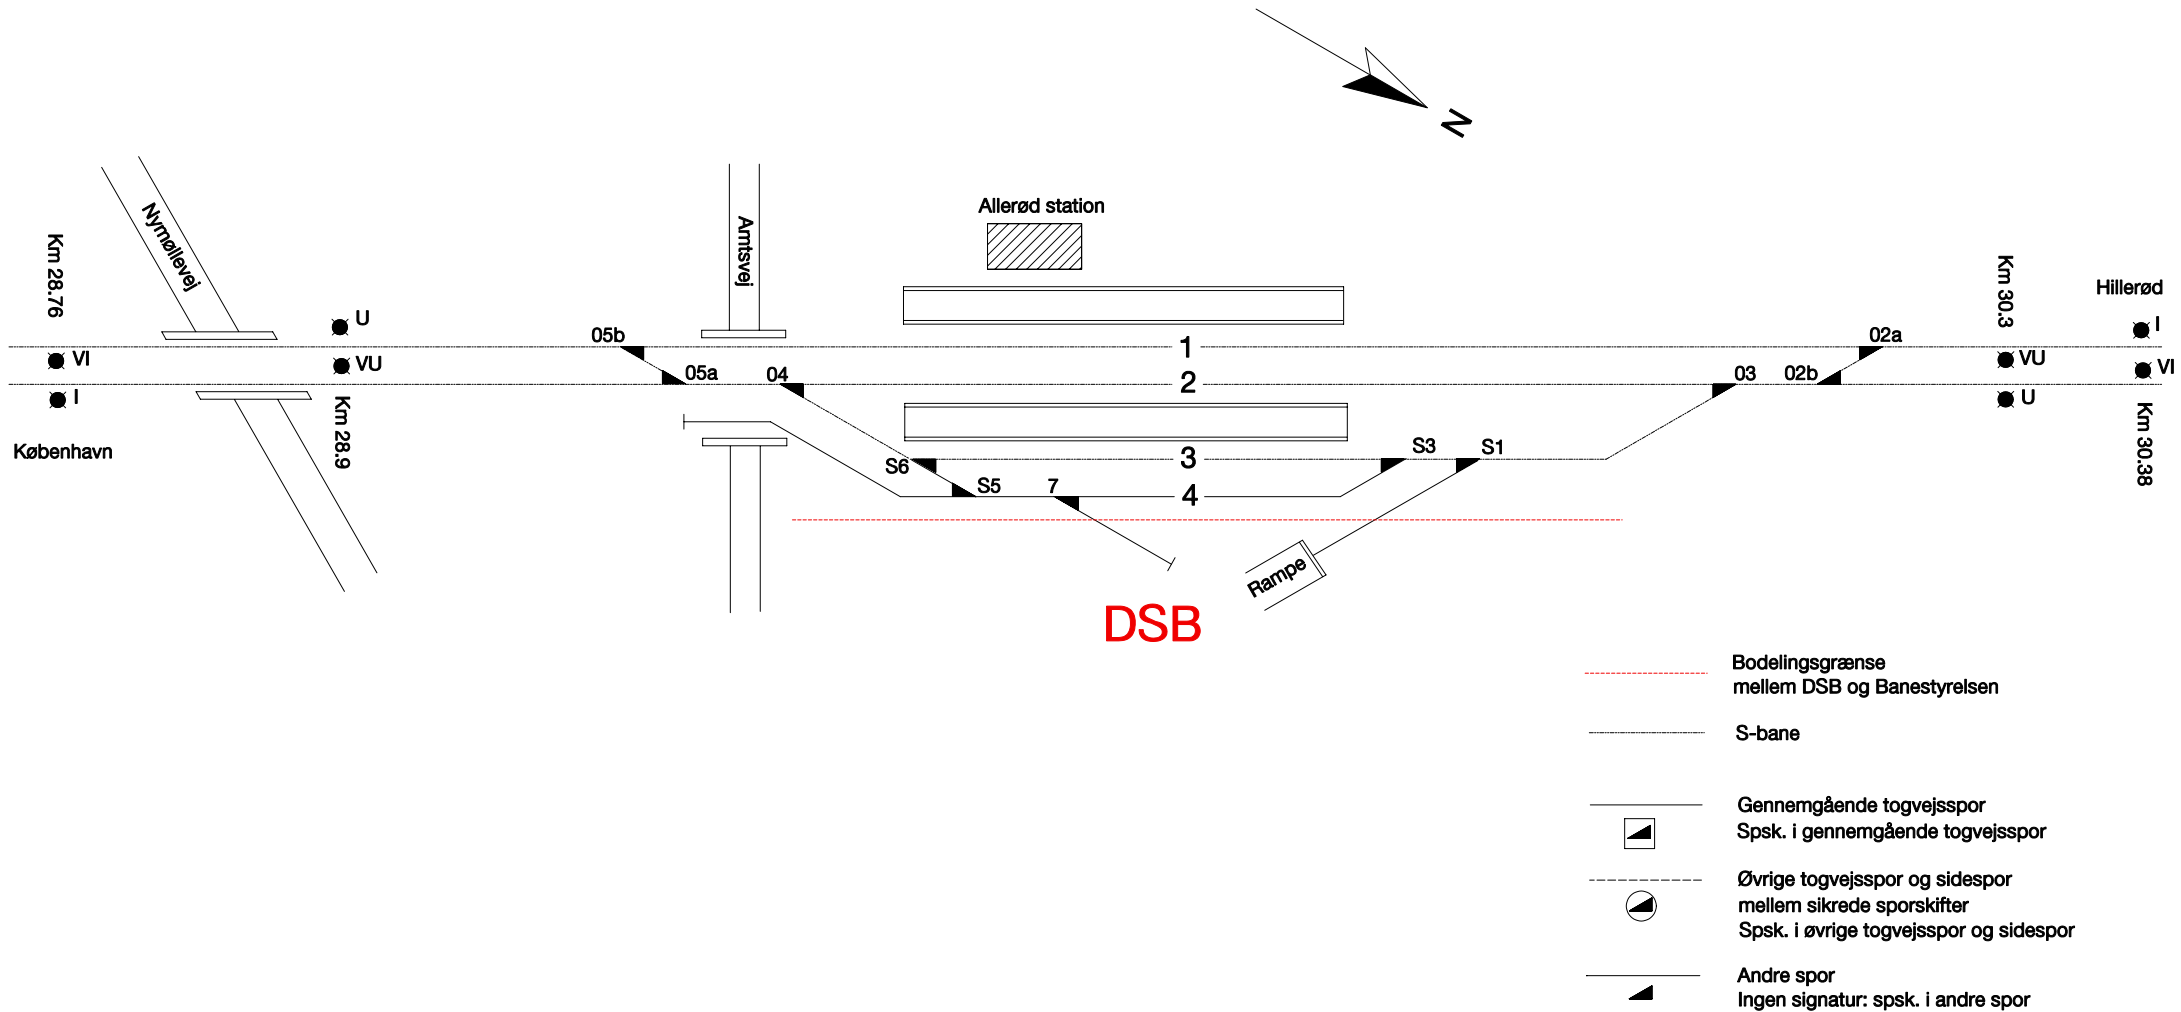 N
Allerød station
Nymøllevej
Amtsvej
Km 28.76
Km 30.3
Hillerød
U
I
05b
1
02a
VI
VU
VU
VI
05a
04
2
03
02b
I
U
København
Km 28.9
Km 30.38
S6
3
S3
S1
S5
7
4
Rampe
DSB
Bodelingsgrænse
mellem DSB og Banestyrelsen
S-bane
Gennemgående togvejsspor
Spsk. i gennemgående togvejsspor
Øvrige togvejsspor og sidespor
mellem sikrede sporskifter
Spsk. i øvrige togvejsspor og sidespor
Andre spor
Ingen signatur: spsk. i andre spor